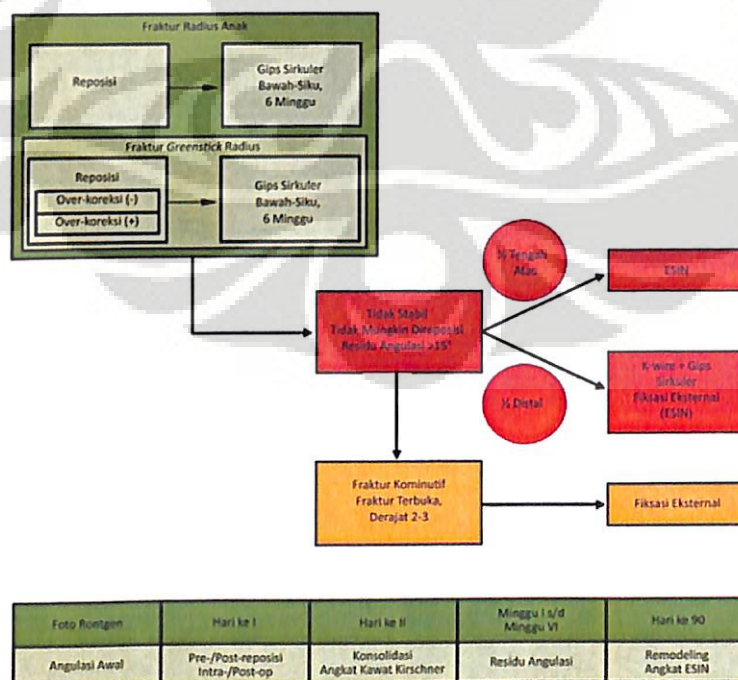 Fraktur Radius Anak
Reposisi
Gips Sirkuler
Bawah-Siku,
6 Minggu
Fraktur Greenstick Radius
Reposisi
Over-koreksi (-)
Over-koreksi (+)
Gips Sirkuler
Bawah-Siku,
6 Minggu
Tidak Stabil
Tidak Mungkin Direposisi
Residu Angulasi >15°
Tengah
Atas
ESIN
Distal
K-wire + Gips
Sirkuler
Fiksasi Eksternal
(ESIN)
Fraktur Kominutif
Fraktur Terbuka,
Derajat 2-3
Fiksasi Eksternal
Foto Rontgen
Hari ke I
Hari ke II
Minggu I s/d
Minggu VI
Hari ke 90
Angulasi Awal
Pre-/Post-reposisi
Intra-/Post-op
Konsolidasi
Angkat Kawat Kirschner
Residu Angulasi
Remodeling
Angkat ESIN